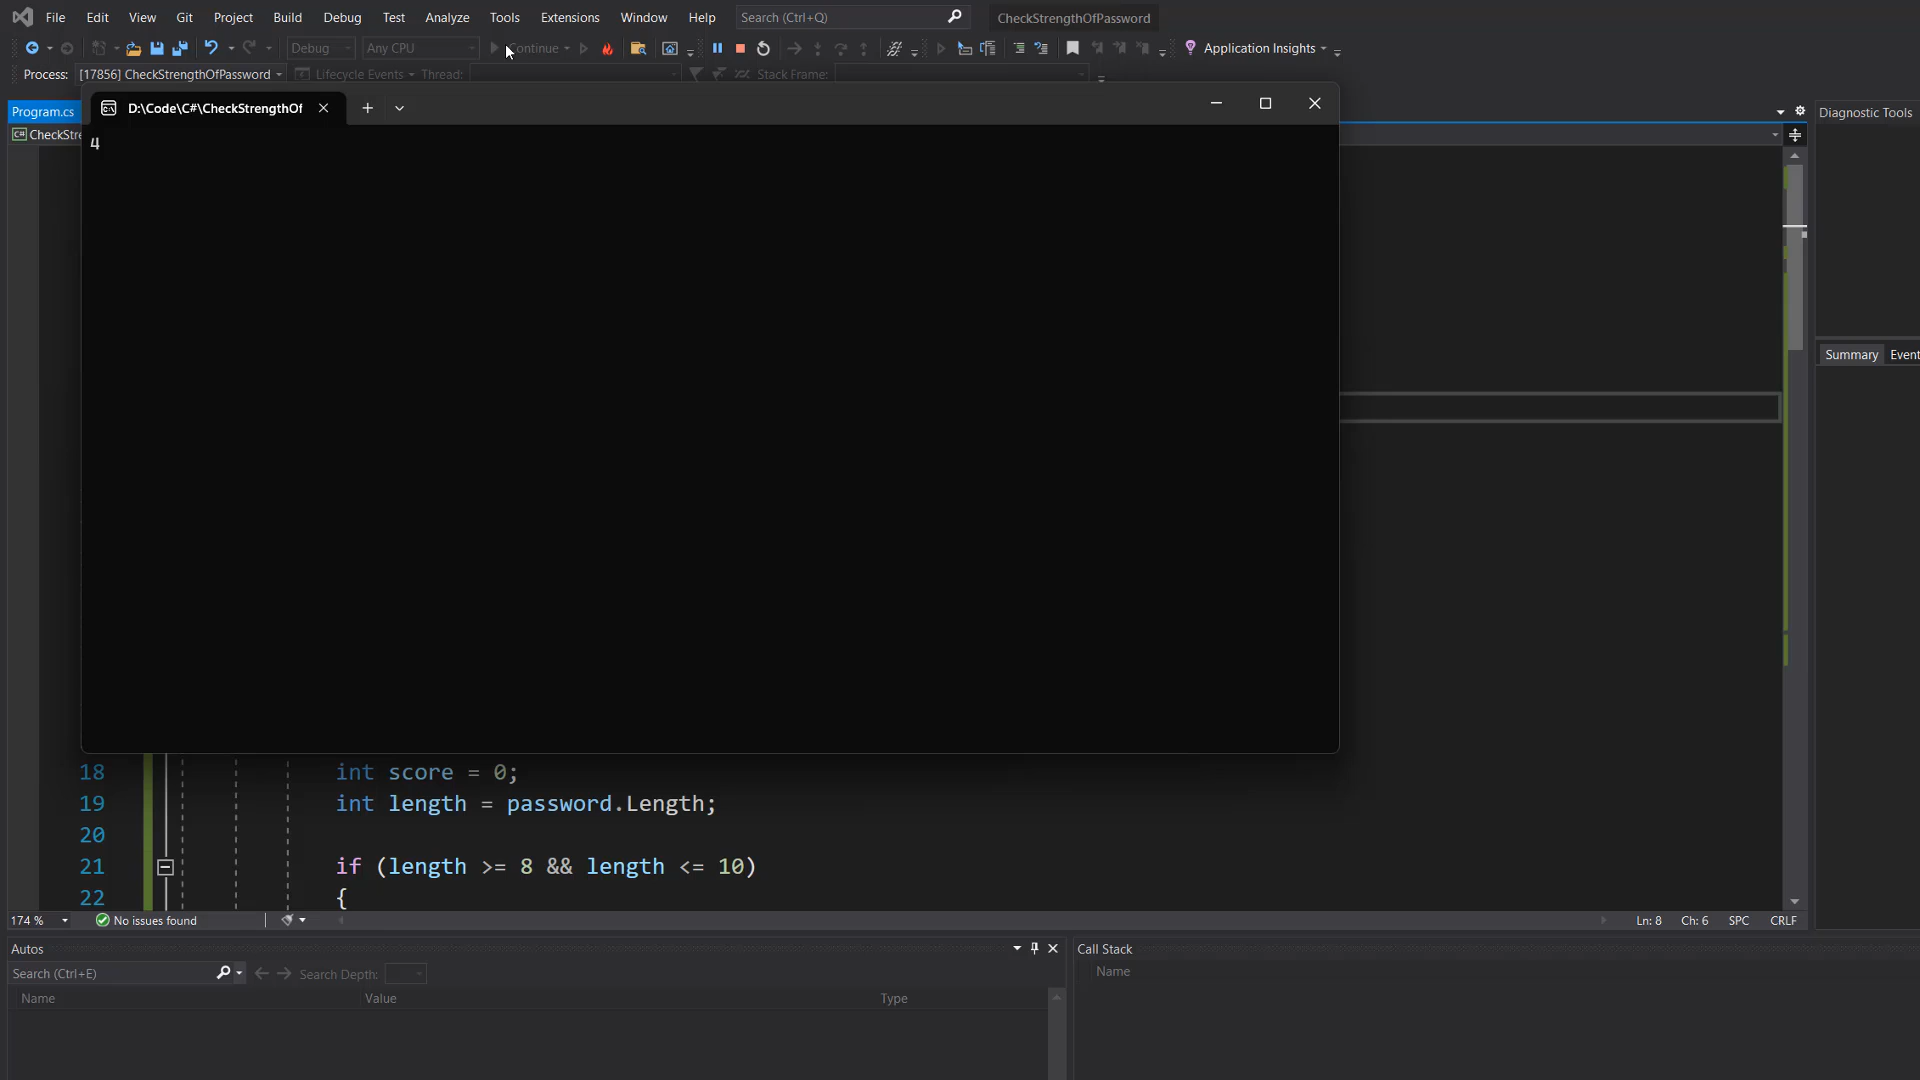 File Edit View Git Project Build Debug Test Analyze Tools Extensions Window Help Search (Ctrl+Q) CheckStrengthOfPassword
Debug Any CPU Continue Application Insights
Process: [17856] CheckStrengthOfPassword Lifecycle Events Thread: Stack Frame:
D:\Code\C#\CheckStrengthOf
Program.cs
Diagnostic Tools
CheckStre
4
Summary Event
18 int score = 0;
19 int length = password.Length;
20
21 if (length >= 8 && length <= 10)
22 {
174 % No issues found Ln: 8 Ch: 6 SPC CRLF
Autos
Search (Ctrl+E) Search Depth:
Name Value Type
Call Stack
Name